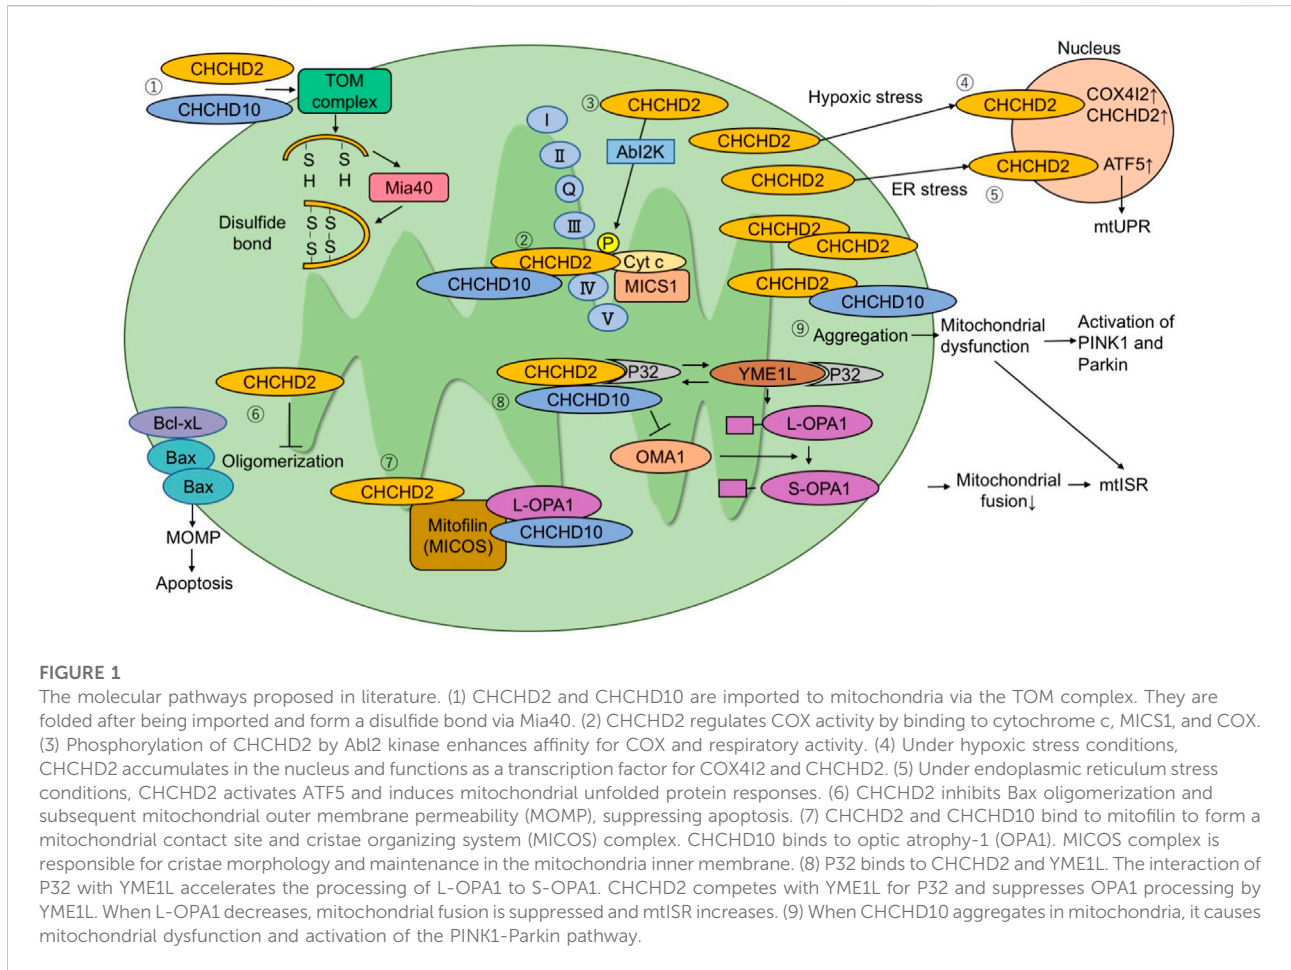 CHCHD2
①
CHCHD10
TOM
complex
S S
H H
Mia40
Disulfide
bond
S S
S S
I
II
Q
III
IV
V
③
CHCHD2
Abl2K
P
②
CHCHD2
Cyt c
CHCHD10
MICS1
CHCHD2
Hypoxic stress
④
CHCHD2
Nucleus
COX4I2↑
CHCHD2↑
CHCHD2
ER stress
CHCHD2
⑤
ATF5↑
mtUPR
CHCHD2
CHCHD2
CHCHD2
CHCHD10
⑨ Aggregation
Mitochondrial
dysfunction
Activation of
PINK1 and
Parkin
CHCHD2
⑥
Oligomerization
Bcl-xL
Bax
Bax
MOMP
Apoptosis
⑦
CHCHD2
Mitofilin
(MICOS)
L-OPA1
CHCHD10
CHCHD2
P32
⑧
CHCHD10
YME1L
P32
OMA1
L-OPA1
S-OPA1
Mitochondrial
fusion↓
mtISR
FIGURE 1
The molecular pathways proposed in literature. (1) CHCHD2 and CHCHD10 are imported to mitochondria via the TOM complex. They are
folded after being imported and form a disulfide bond via Mia40. (2) CHCHD2 regulates COX activity by binding to cytochrome c, MICS1, and COX.
(3) Phosphorylation of CHCHD2 by Abl2 kinase enhances affinity for COX and respiratory activity. (4) Under hypoxic stress conditions,
CHCHD2 accumulates in the nucleus and functions as a transcription factor for COX4I2 and CHCHD2. (5) Under endoplasmic reticulum stress
conditions, CHCHD2 activates ATF5 and induces mitochondrial unfolded protein responses. (6) CHCHD2 inhibits Bax oligomerization and
subsequent mitochondrial outer membrane permeability (MOMP), suppressing apoptosis. (7) CHCHD2 and CHCHD10 bind to mitofilin to form a
mitochondrial contact site and cristae organizing system (MICOS) complex. CHCHD10 binds to optic atrophy-1 (OPA1). MICOS complex is
responsible for cristae morphology and maintenance in the mitochondria inner membrane. (8) P32 binds to CHCHD2 and YME1L. The interaction of
P32 with YME1L accelerates the processing of L-OPA1 to S-OPA1. CHCHD2 competes with YME1L for P32 and suppresses OPA1 processing by
YME1L. When L-OPA1 decreases, mitochondrial fusion is suppressed and mtISR increases. (9) When CHCHD10 aggregates in mitochondria, it causes
mitochondrial dysfunction and activation of the PINK1-Parkin pathway.